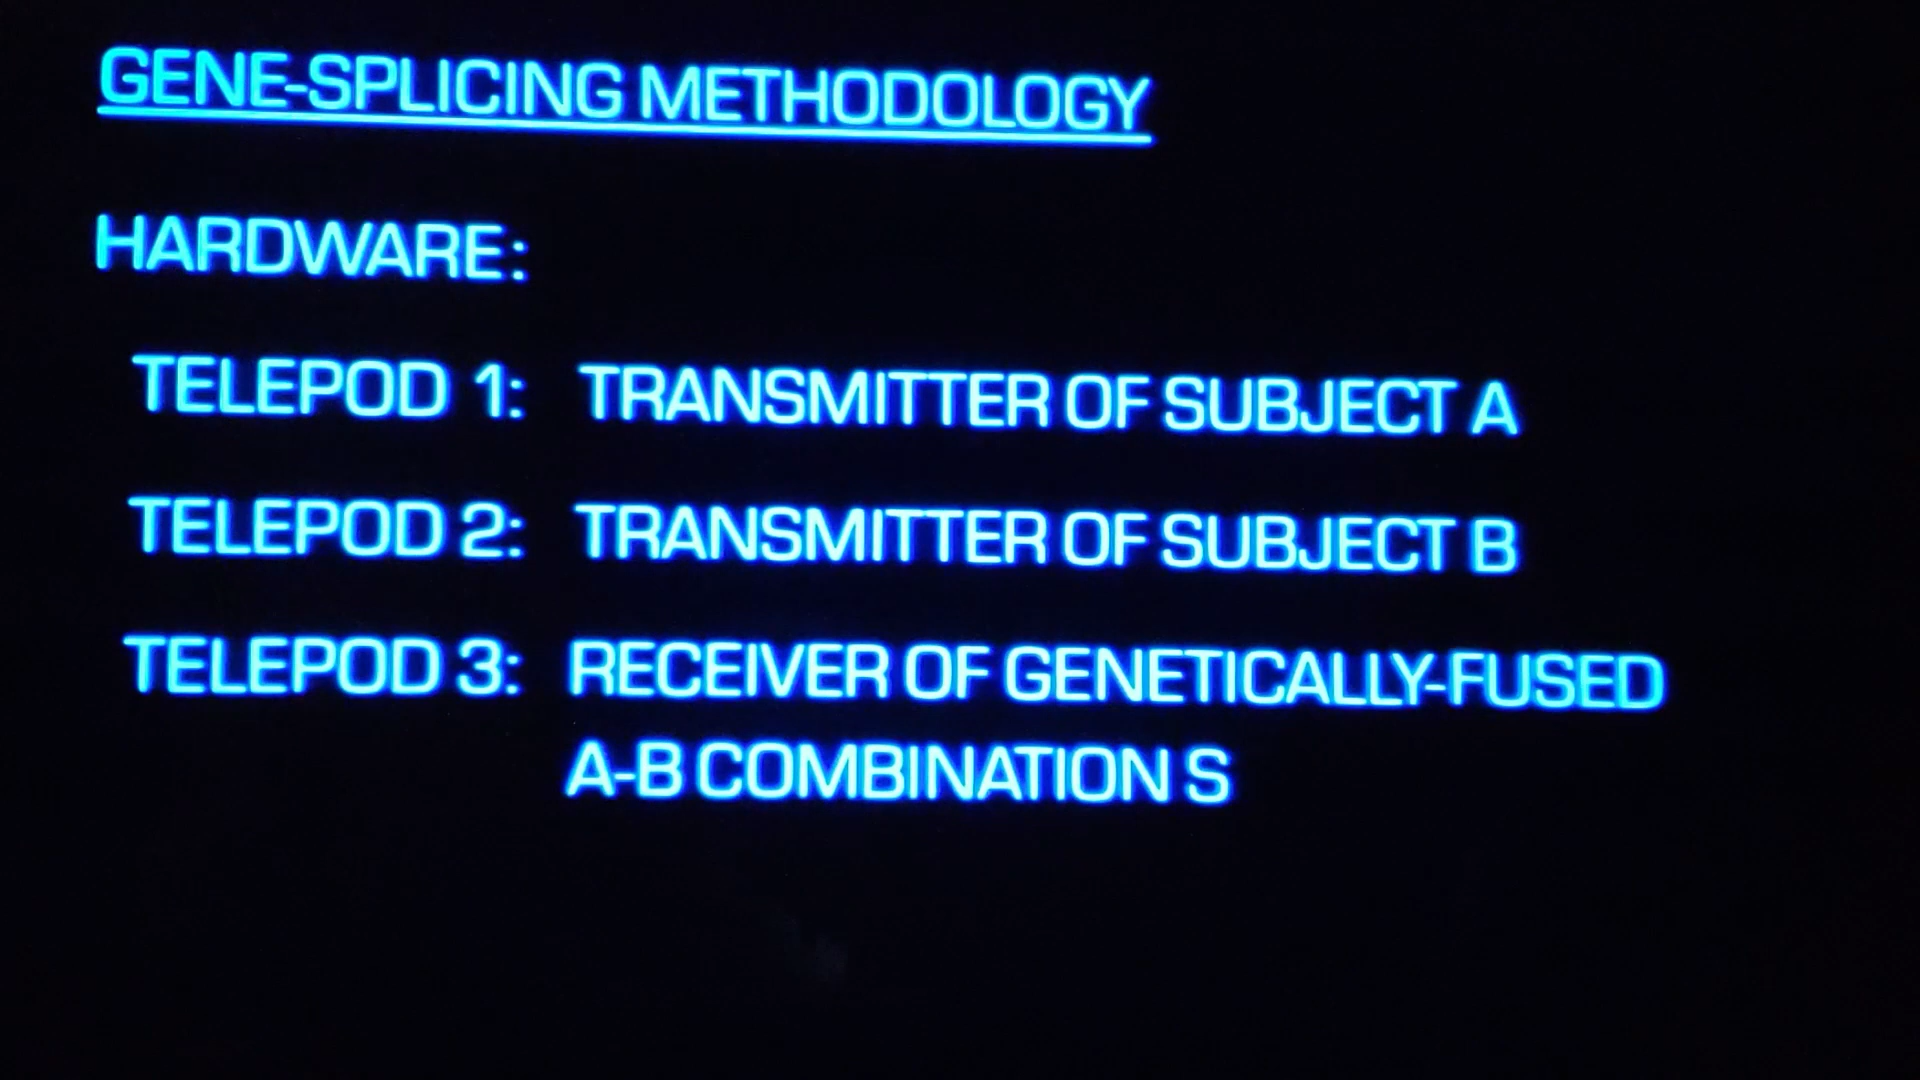 GENE-SPLICING METHODOLOGY
HARDWARE:
TELEPOD 1: TRANSMITTER OF SUBJECT A
TELEPOD 2: TRANSMITTER OF SUBJECT B
TELEPOD 3: RECEIVER OF GENETICALLY-FUSED
A-B COMBINATION S